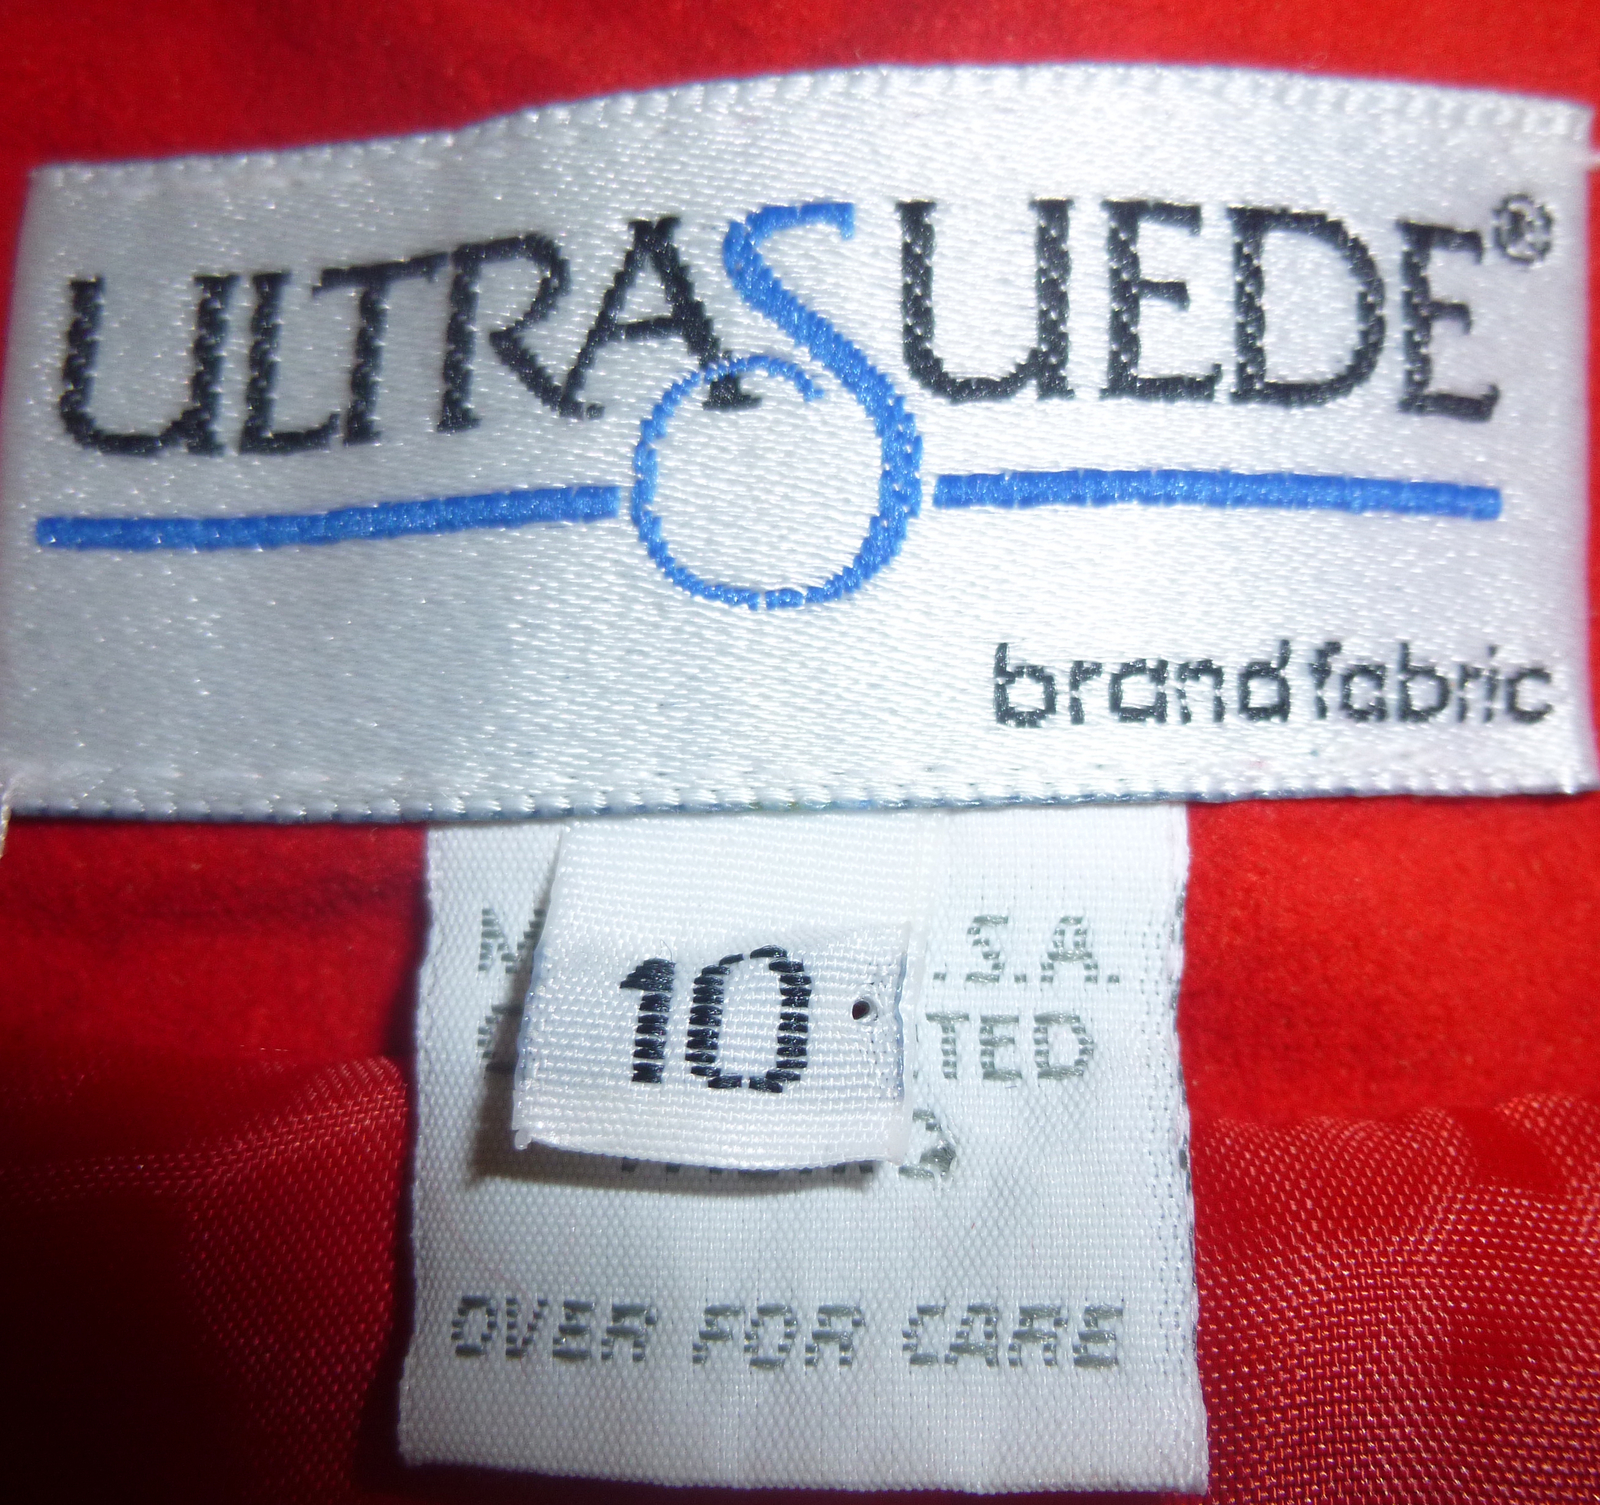 ULTRASUEDE®
brand fabric
10
.S.A.
TED
OVER FOR CARE